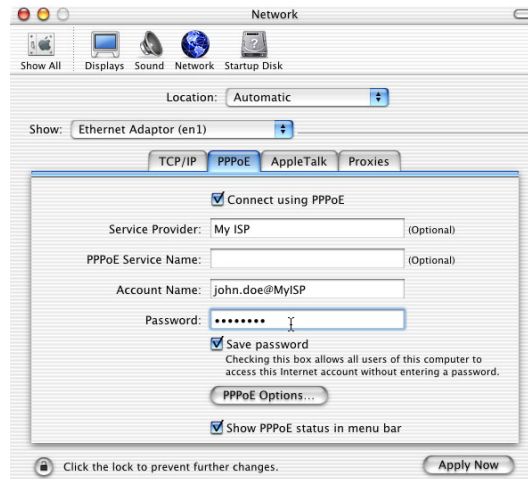 Network
Show All Displays Sound Network Startup Disk
Location: Automatic
Show: Ethernet Adaptor (en1)
TCP/IP PPPoE AppleTalk Proxies
Connect using PPPoE
Service Provider: My ISP (Optional)
PPPoE Service Name: (Optional)
Account Name: john.doe@MyISP
Password: ••••••••
Save password
Checking this box allows all users of this computer to
access this Internet account without entering a password.
PPPoE Options...
Show PPPoE status in menu bar
Click the lock to prevent further changes. Apply Now